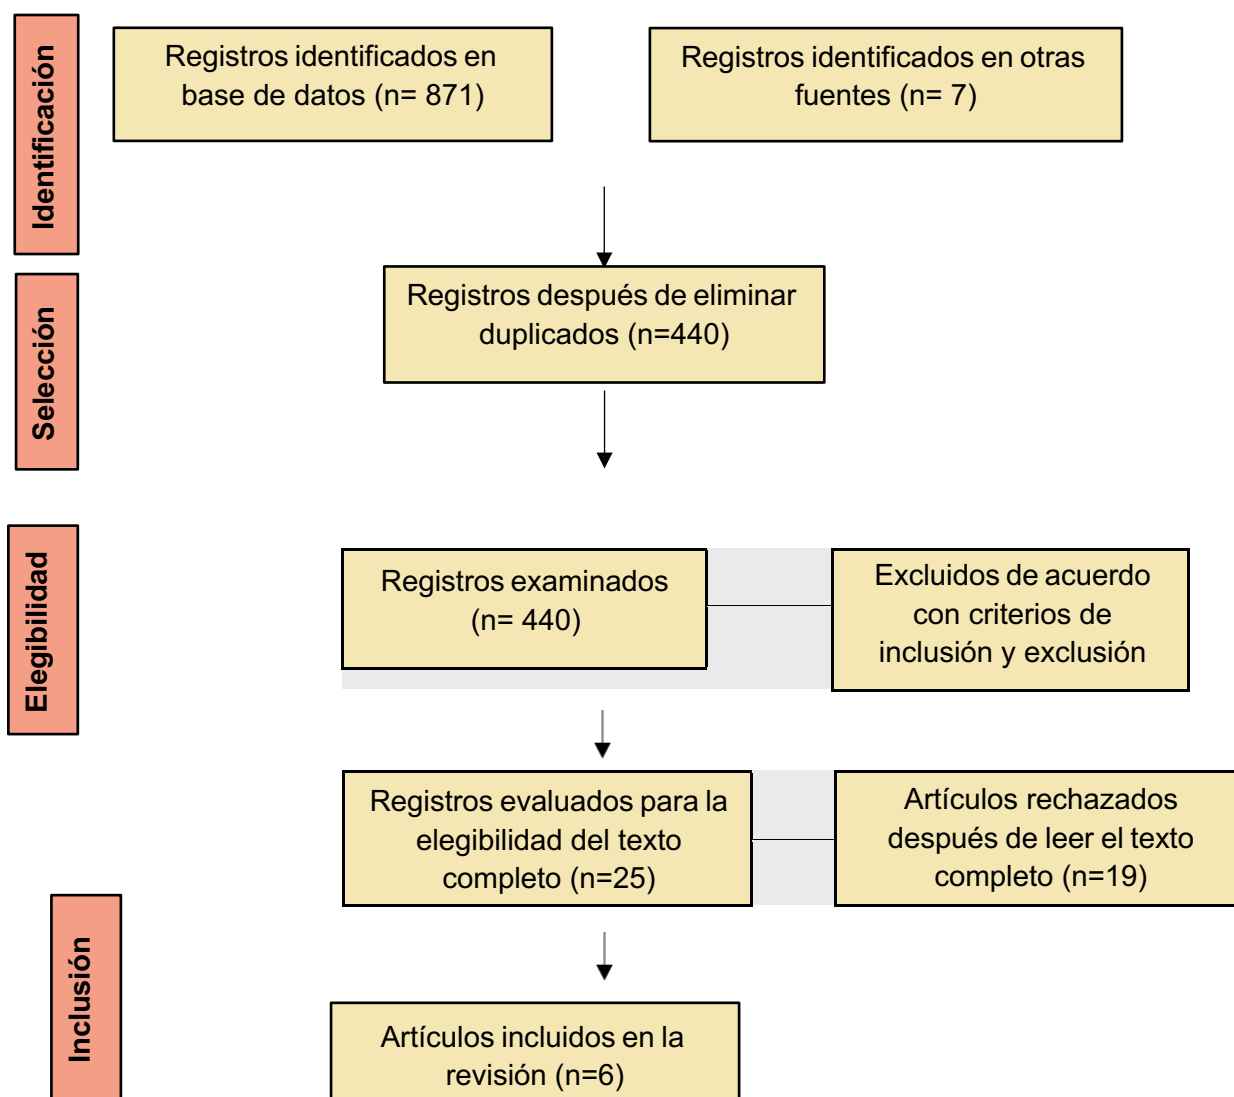 Identificación
Registros identificados en
base de datos (n= 871)
Registros identificados en otras
fuentes (n= 7)
Selección
Registros después de eliminar
duplicados (n=440)
Elegibilidad
Registros examinados
(n= 440)
Excluidos de acuerdo
con criterios de
inclusión y exclusión
Registros evaluados para la
elegibilidad del texto
completo (n=25)
Artículos rechazados
después de leer el texto
completo (n=19)
Inclusión
Artículos incluidos en la
revisión (n=6)